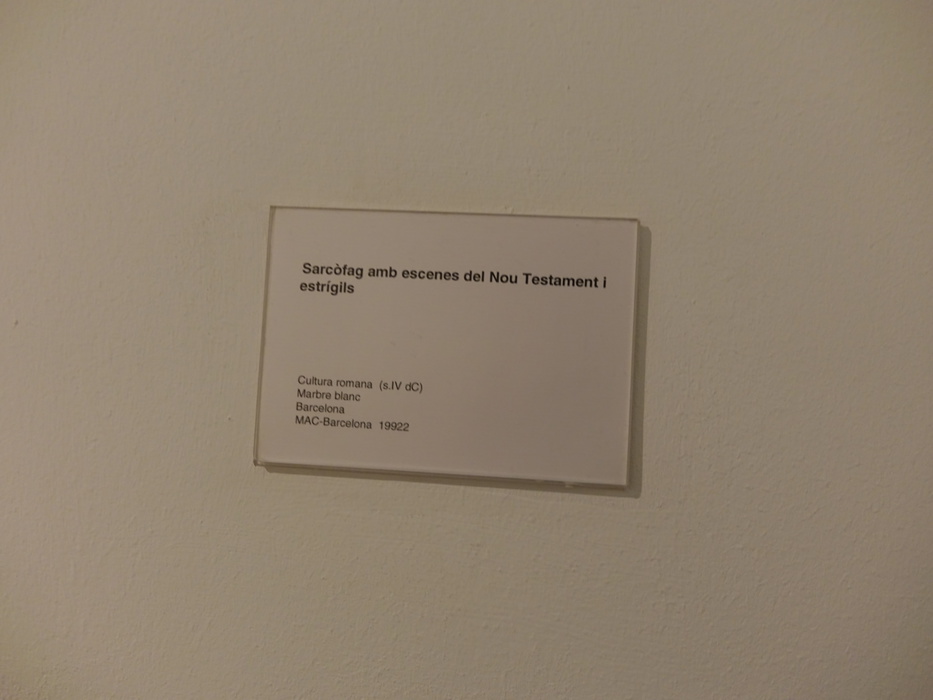 Sarcòfag amb escenes del Nou Testament i
estrígils
Cultura romana (s.IV dC)
Marbre blanc
Barcelona
MAC-Barcelona 19922